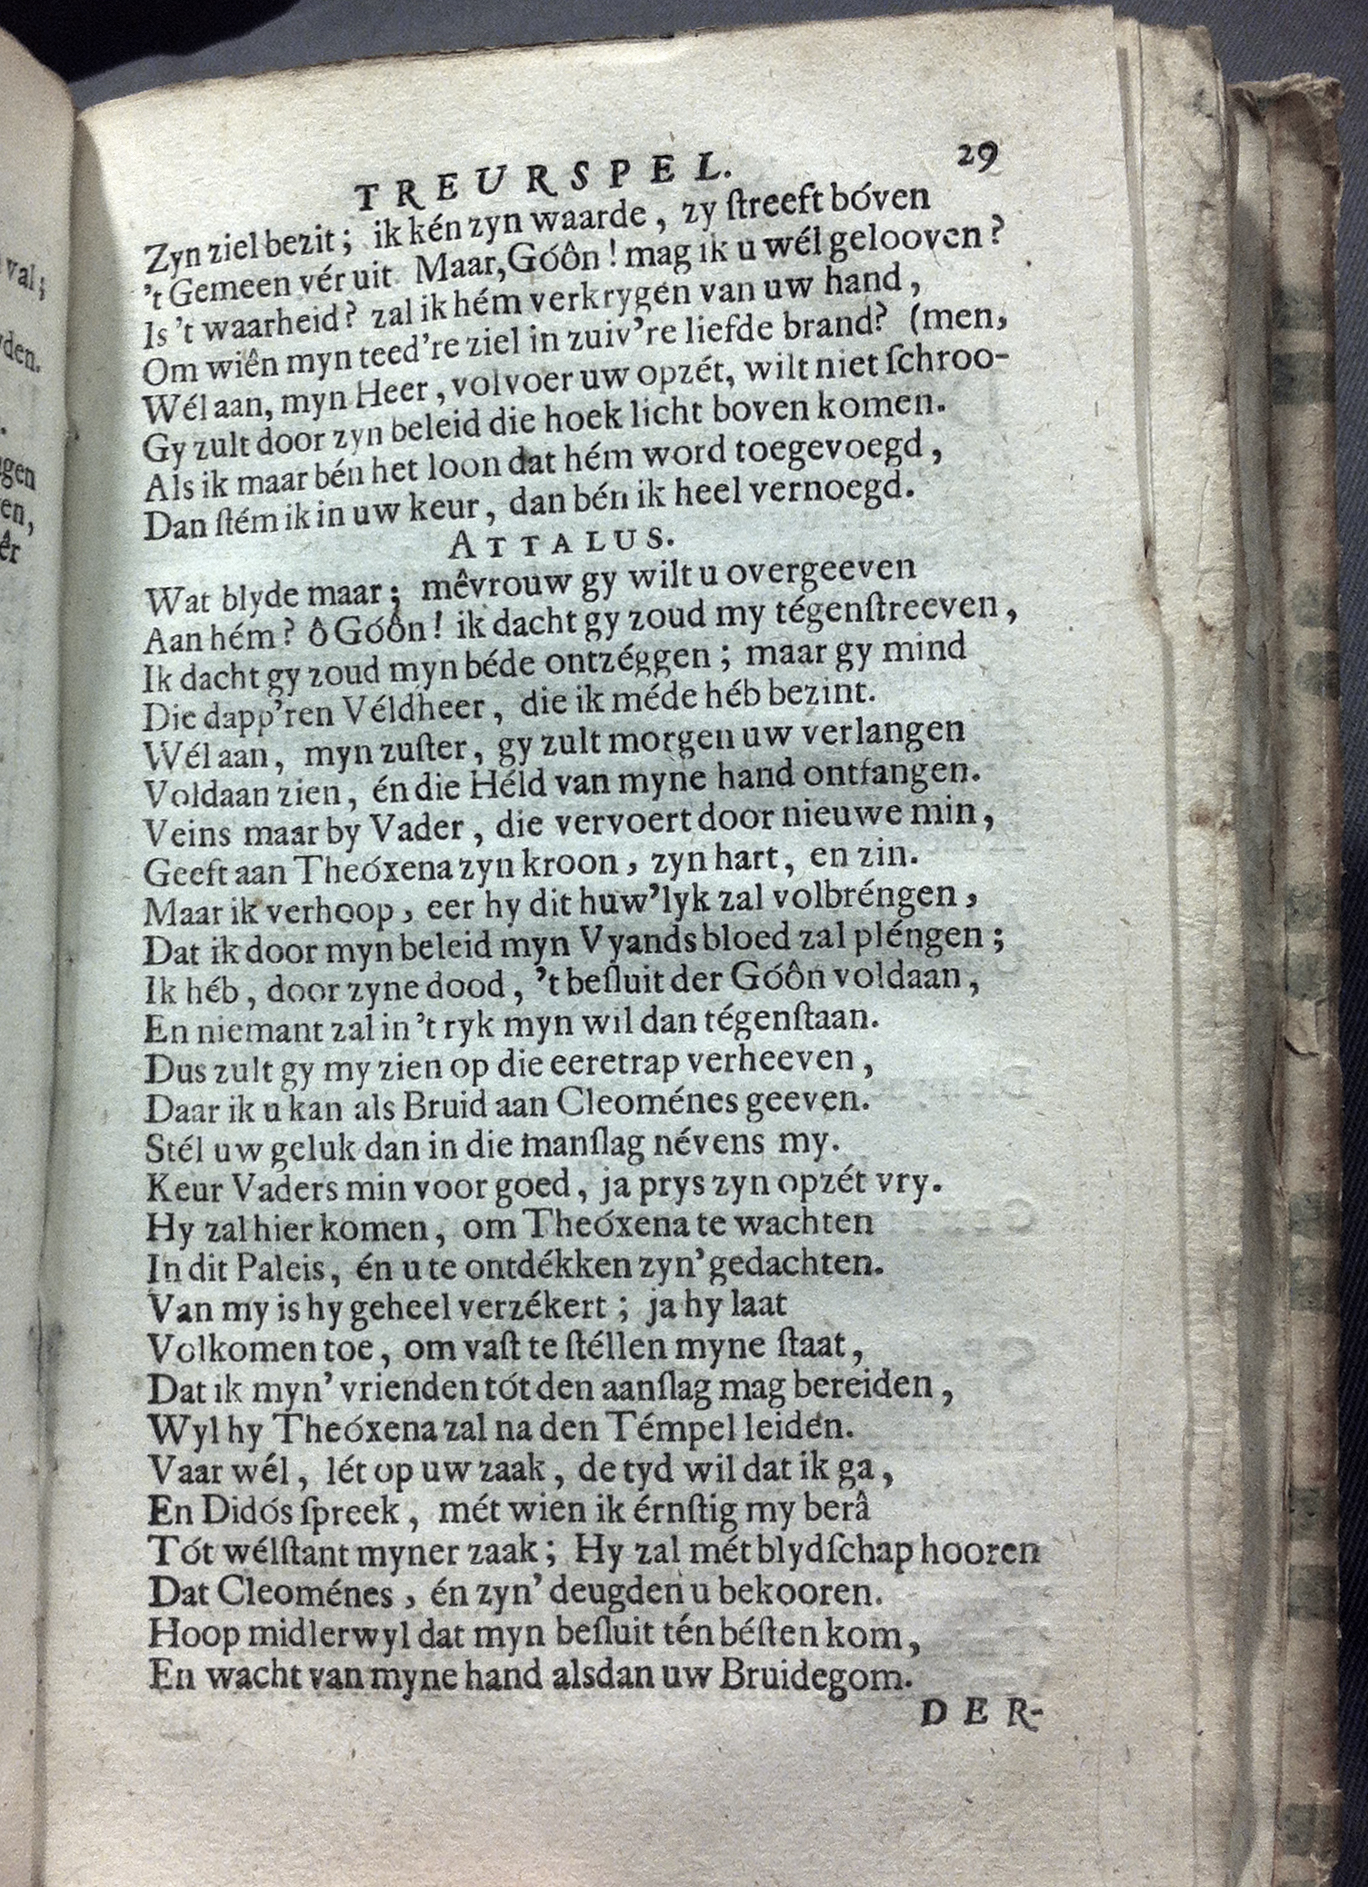 val;
den.
gen
en,
êr
TREURSPEL. 29
Zyn ziel bezit; ik kén zyn waarde, zy ſtreeft bóven
't Gemeen vér uit. Maar, Góôn! mag ik u wél gelooven?
Is 't waarheid? zal ik hém verkrygen van uw hand,
Om wiên myn teed're ziel in zuiv're liefde brand? (men,
Wél aan, myn Heer, volvoer uw opzét, wilt niet ſchroo-
Gy zult door zyn beleid die hoek licht boven komen.
Als ik maar bén het loon dat hém word toegevoegd,
Dan ſtém ik in uw keur, dan bén ik heel vernoegd.
ATTALUS.
Wat blyde maar; mêvrouw gy wilt u overgeeven
Aan hém? ô Góôn! ik dacht gy zoud my tégenſtreeven,
Ik dacht gy zoud myn béde ontzéggen; maar gy mind
Die dapp'ren Véldheer, die ik méde héb bezint.
Wél aan, myn zuſter, gy zult morgen uw verlangen
Voldaan zien, én die Héld van myne hand ontfangen.
Veins maar by Vader, die vervoert door nieuwe min,
Geeft aan Theóxena zyn kroon, zyn hart, en zin.
Maar ik verhoop, eer hy dit huw'lyk zal volbréngen,
Dat ik door myn beleid myn Vyands bloed zal pléngen;
Ik héb, door zyne dood, 't beſluit der Góôn voldaan,
En niemant zal in 't ryk myn wil dan tégenſtaan.
Dus zult gy my zien op die eeretrap verheeven,
Daar ik u kan als Bruid aan Cleoménes geeven.
Stél uw geluk dan in die manſlag névens my.
Keur Vaders min voor goed, ja prys zyn opzét vry.
Hy zal hier komen, om Theóxena te wachten
In dit Paleis, én u te ontdékken zyn' gedachten.
Van my is hy geheel verzékert; ja hy laat
Volkomen toe, om vaſt te ſtéllen myne ſtaat,
Dat ik myn' vrienden tót den aanſlag mag bereiden,
Wyl hy Theóxena zal na den Témpel leiden.
Vaar wél, lét op uw zaak, de tyd wil dat ik ga,
En Didós ſpreek, mét wien ik érnſtig my berâ
Tót wélſtant myner zaak; Hy zal mét blydſchap hooren
Dat Cleoménes, én zyn' deugden u bekooren.
Hoop midlerwyl dat myn beſluit tén béſten kom,
En wacht van myne hand alsdan uw Bruidegom.
DER-